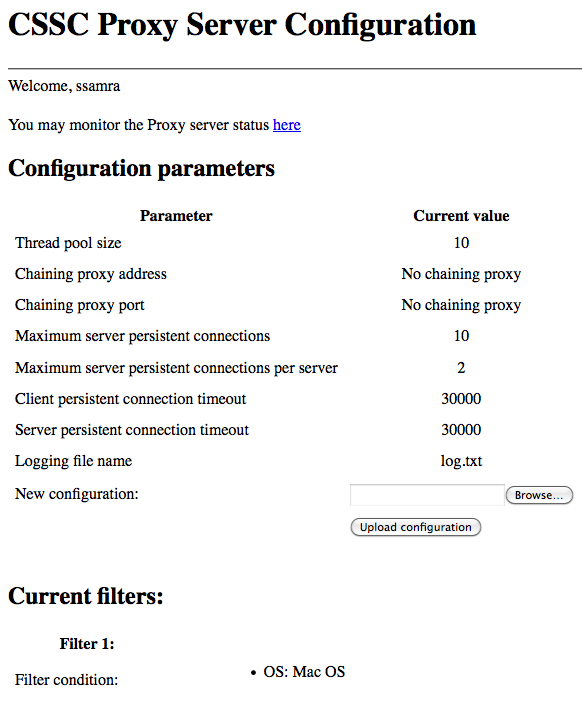 CSSC Proxy Server Configuration
Welcome, ssamra
You may monitor the Proxy server status here
Configuration parameters
Parameter Current value
Thread pool size 10
Chaining proxy address No chaining proxy
Chaining proxy port No chaining proxy
Maximum server persistent connections 10
Maximum server persistent connections per server 2
Client persistent connection timeout 30000
Server persistent connection timeout 30000
Logging file name log.txt
New configuration: Browse...
Upload configuration
Current filters:
Filter 1:
Filter condition: • OS: Mac OS